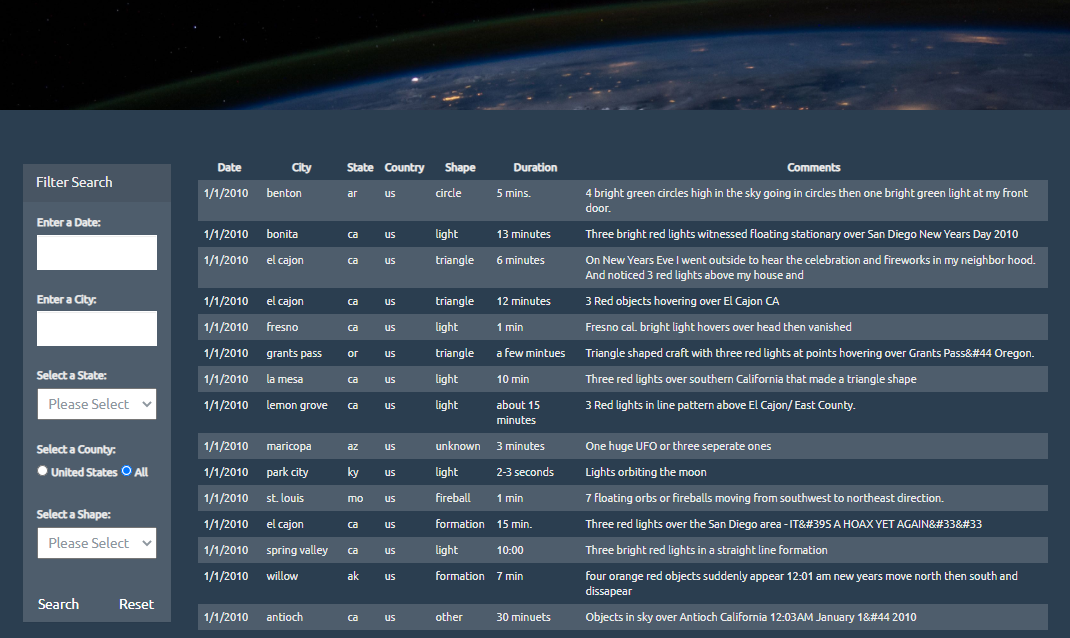 Filter Search
Enter a Date:
Enter a City:
Select a State:
Please Select
Select a County:
United States All
Select a Shape:
Please Select
Search Reset
Date City State Country Shape Duration Comments
1/1/2010 benton ar us circle 5 mins. 4 bright green circles high in the sky going in circles then one bright green light at my front
door.
1/1/2010 bonita ca us light 13 minutes Three bright red lights witnessed floating stationary over San Diego New Years Day 2010
1/1/2010 el cajon ca us triangle 6 minutes On New Years Eve I went outside to hear the celebration and fireworks in my neighbor hood.
And noticed 3 red lights above my house and
1/1/2010 el cajon ca us triangle 12 minutes 3 Red objects hovering over El Cajon CA
1/1/2010 fresno ca us light 1 min Fresno cal. bright light hovers over head then vanished
1/1/2010 grants pass or us triangle a few mintues Triangle shaped craft with three red lights at points hovering over Grants Pass&#44 Oregon.
1/1/2010 la mesa ca us light 10 min Three red lights over southern California that made a triangle shape
1/1/2010 lemon grove ca us light about 15 3 Red lights in line pattern above El Cajon/ East County.
minutes
1/1/2010 maricopa az us unknown 3 minutes One huge UFO or three seperate ones
1/1/2010 park city ky us light 2-3 seconds Lights orbiting the moon
1/1/2010 st. louis mo us fireball 1 min 7 floating orbs or fireballs moving from southwest to northeast direction.
1/1/2010 el cajon ca us formation 15 min. Three red lights over the San Diego area - IT&#39S A HOAX YET AGAIN&#33&#33
1/1/2010 spring valley ca us light 10:00 Three bright red lights in a straight line formation
1/1/2010 willow ak us formation 7 min four orange red objects suddenly appear 12:01 am new years move north then south and
dissapear
1/1/2010 antioch ca us other 30 minuets Objects in sky over Antioch California 12:03AM January 1&#44 2010